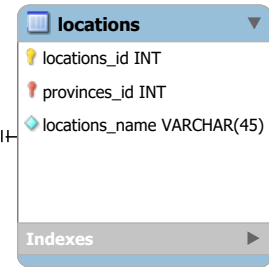 locations
locations_id INT
provinces_id INT
locations_name VARCHAR(45)
Indexes